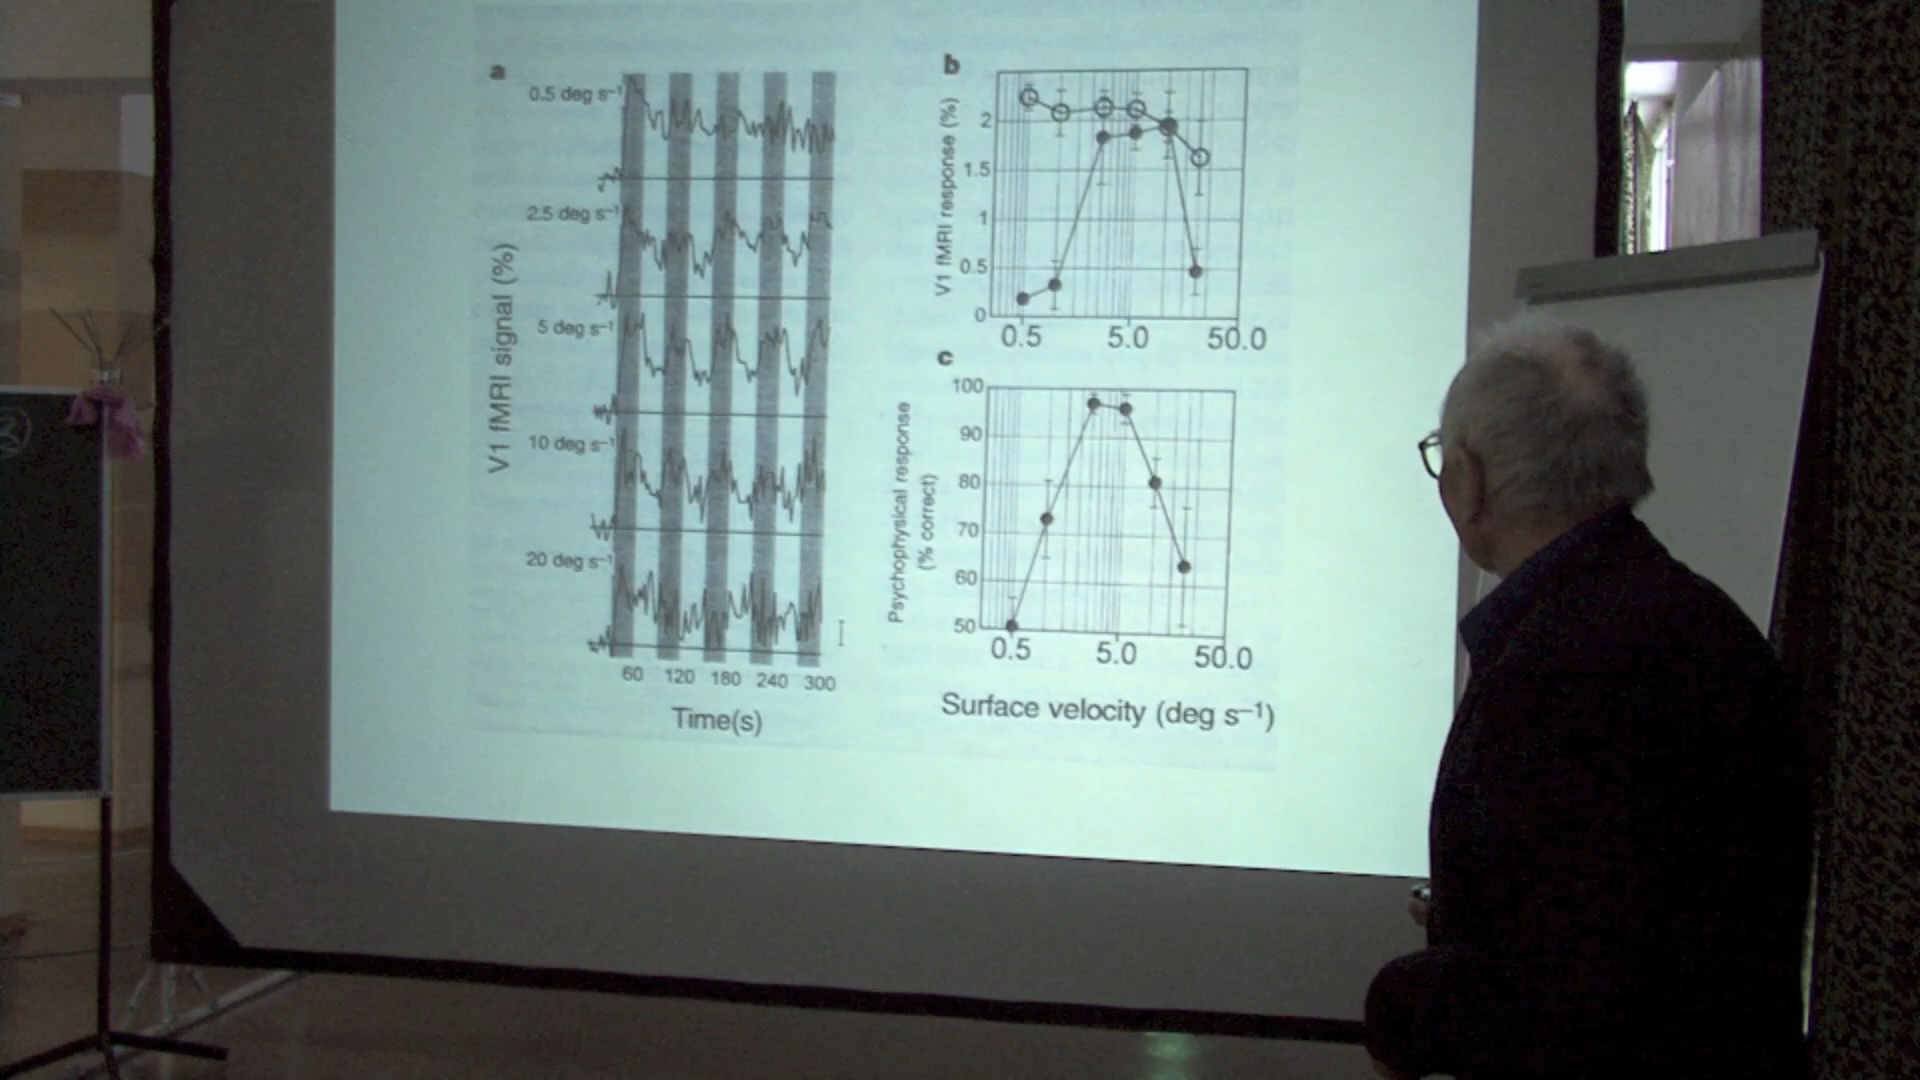 a
V1 fMRI signal (%)
0.5 deg s⁻¹
2.5 deg s⁻¹
5 deg s⁻¹
10 deg s⁻¹
20 deg s⁻¹
60 120 180 240 300
Time(s)
b
V1 fMRI response (%)
2
1.5
1
0.5
0
0.5 5.0 50.0
c
Psychophysical response
(% correct)
100
90
80
70
60
50
0.5 5.0 50.0
Surface velocity (deg s⁻¹)